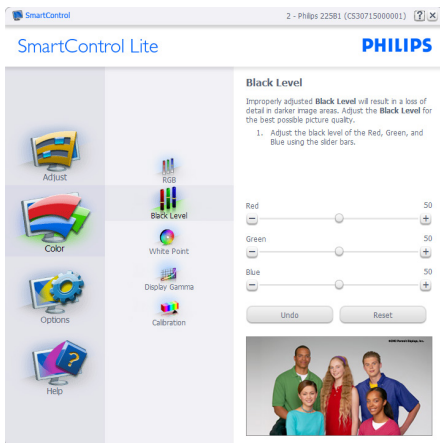 SmartControl
2 - Philips 225B1 (CS30715000001)
SmartControl Lite
PHILIPS
Adjust
Color
Options
Help
RGB
Black Level
White Point
Display Gamma
Calibration
Black Level
Improperly adjusted Black Level will result in a loss of
detail in darker image areas. Adjust the Black Level for
the best possible picture quality.
1. Adjust the black level of the Red, Green, and
Blue using the slider bars.
Red 50
Green 50
Blue 50
Undo
Reset